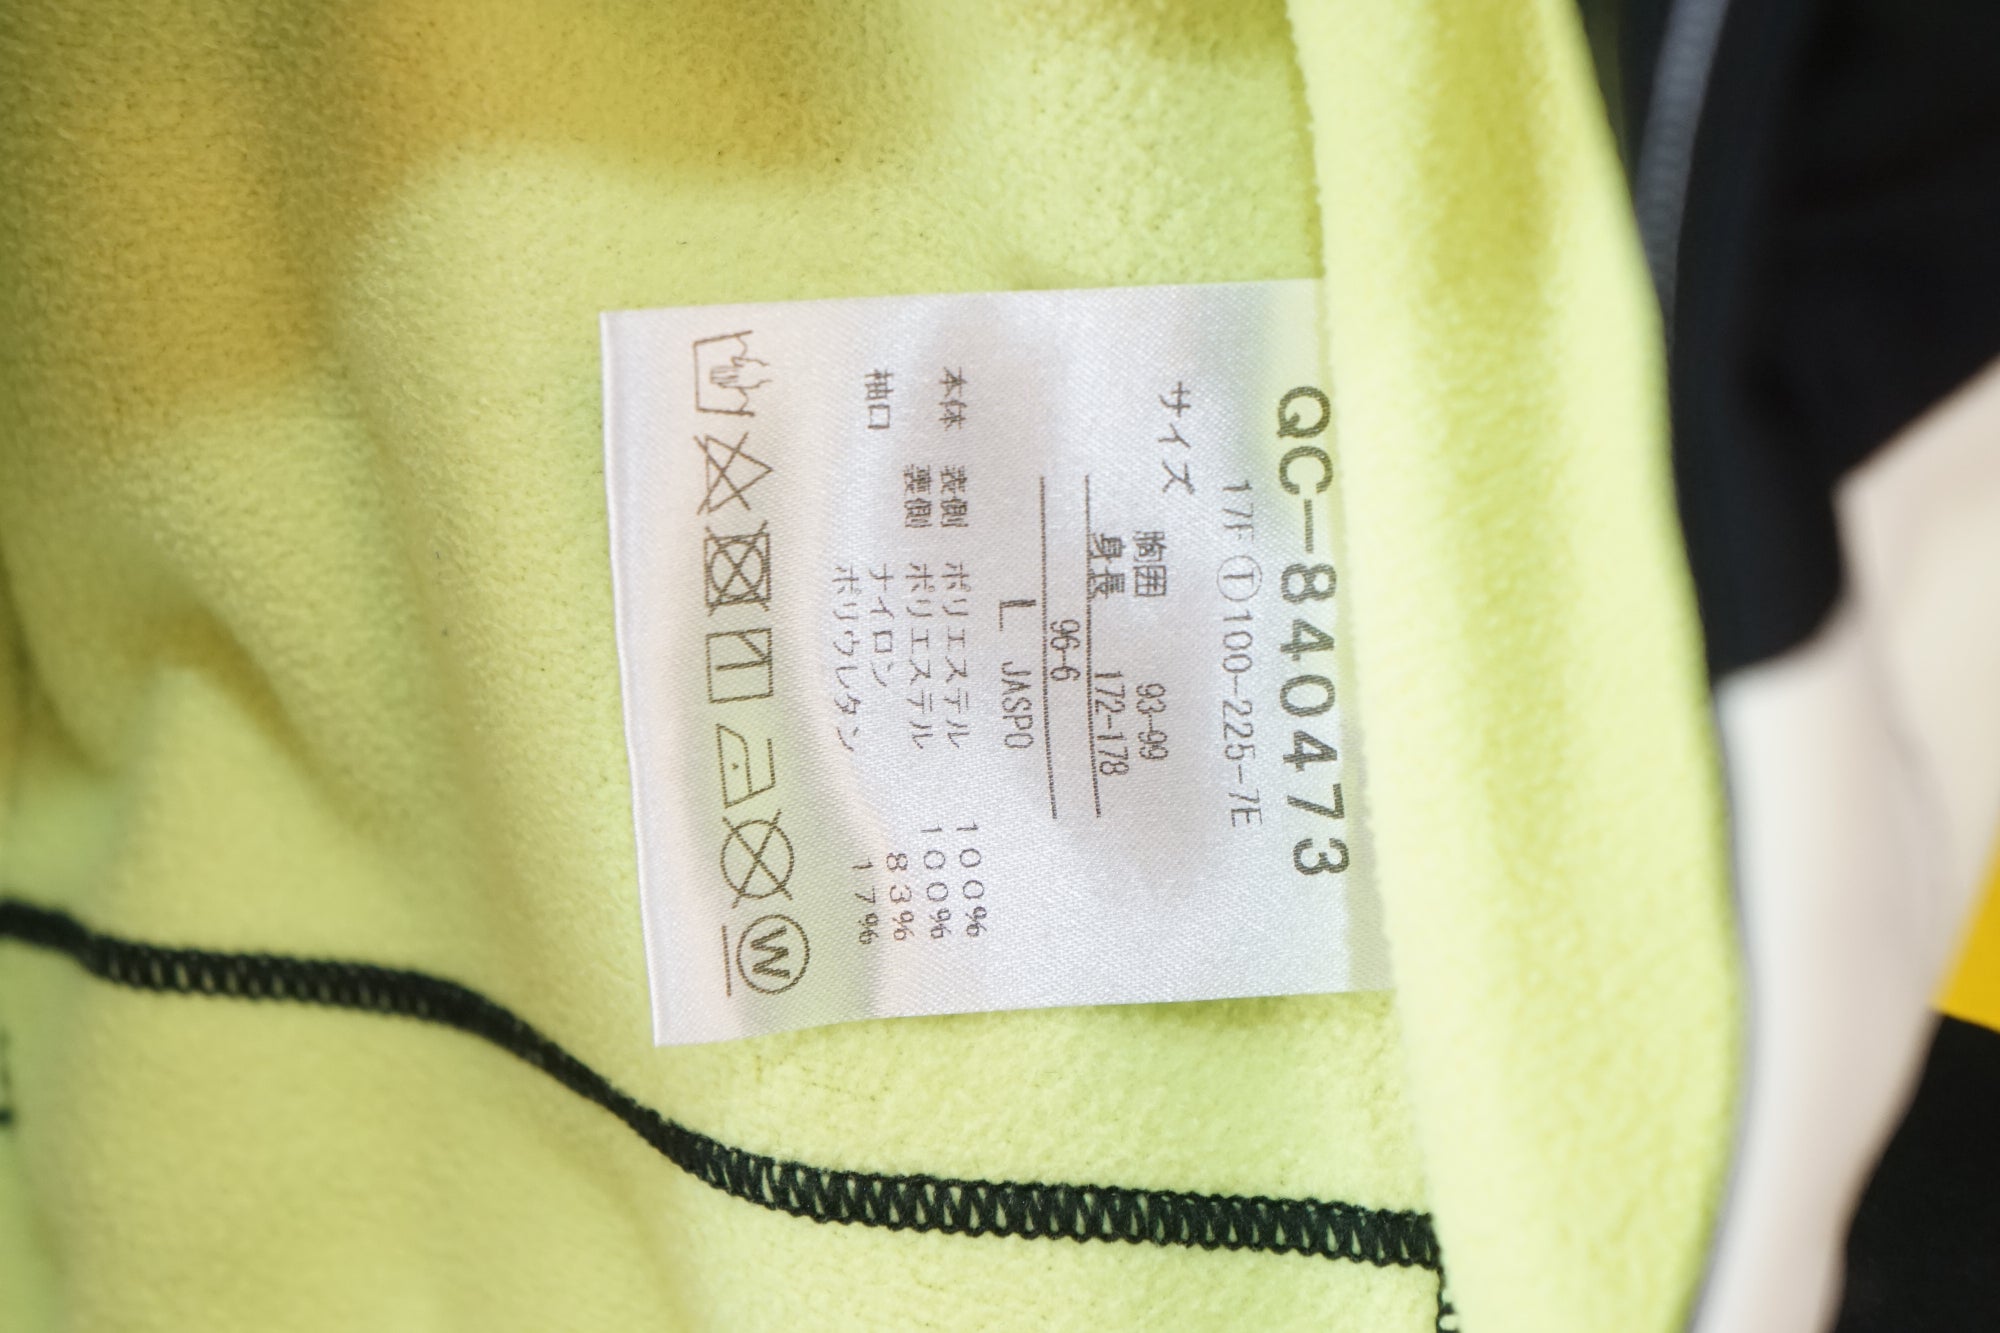 QC-840473
17F Ⓣ100-225-7E
サイズ
胸囲 93-99
身長 172-178
96-6
L JASPO
本体 表側 ポリエステル 100%
裏側 ポリエステル 100%
袖口 ナイロン 83%
ポリウレタン 17%
W